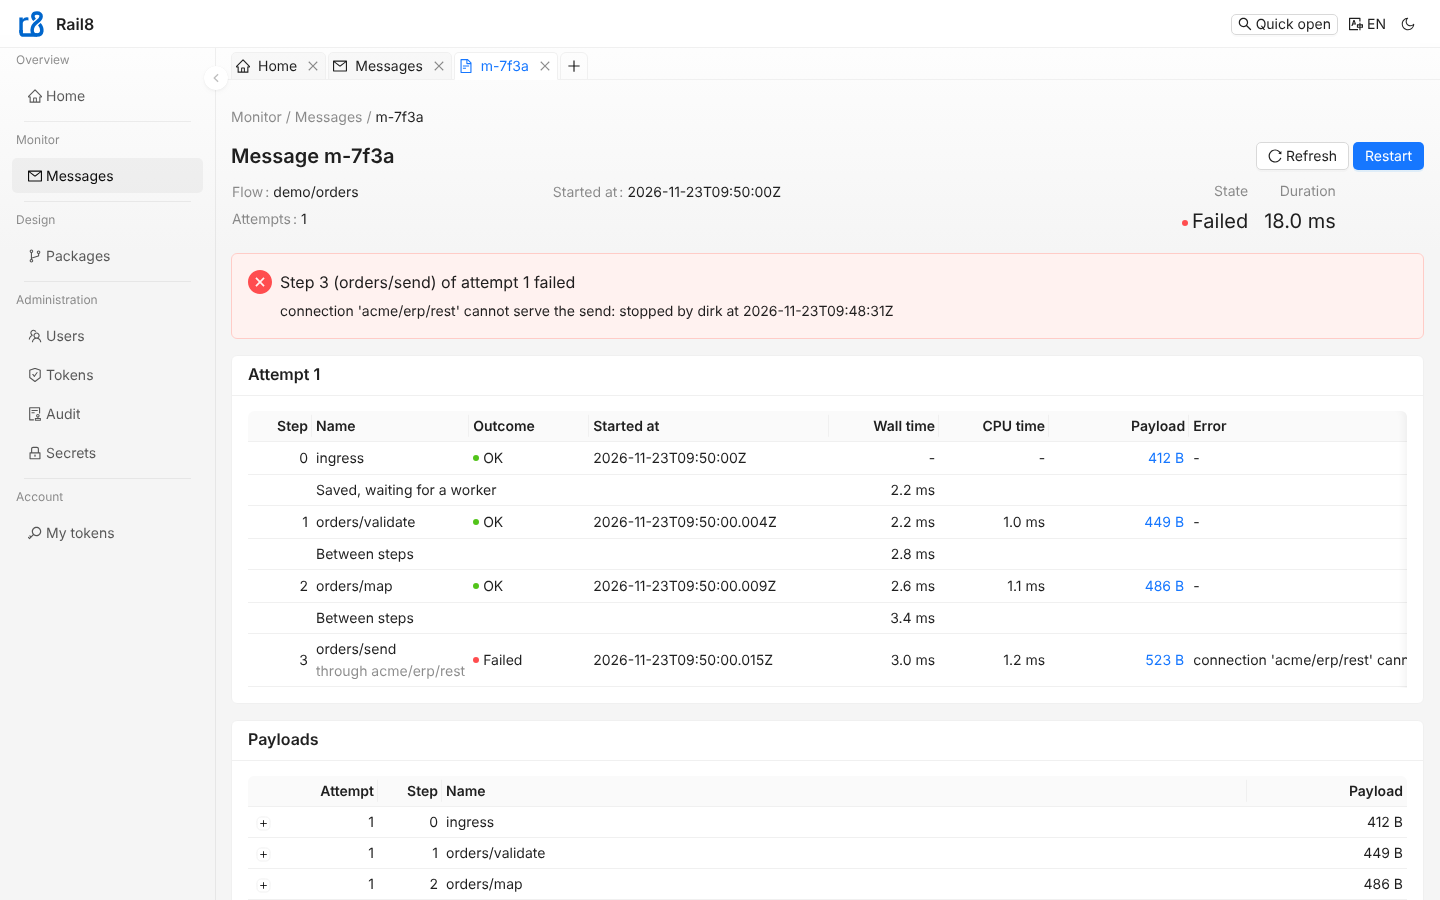 r8 Rail8
Quick open
EN
Overview
Home
Monitor
Messages
Design
Packages
Administration
Users
Tokens
Audit
Secrets
Account
My tokens
Home
Messages
m-7f3a
Monitor / Messages / m-7f3a
Message m-7f3a
Refresh
Restart
Flow: demo/orders
Started at: 2026-11-23T09:50:00Z
Attempts: 1
State
Duration
Failed
18.0 ms
Step 3 (orders/send) of attempt 1 failed
connection 'acme/erp/rest' cannot serve the send: stopped by dirk at 2026-11-23T09:48:31Z
Attempt 1
Step Name Outcome Started at Wall time CPU time Payload Error
0 ingress OK 2026-11-23T09:50:00Z - - 412 B -
Saved, waiting for a worker 2.2 ms
1 orders/validate OK 2026-11-23T09:50:00.004Z 2.2 ms 1.0 ms 449 B -
Between steps 2.8 ms
2 orders/map OK 2026-11-23T09:50:00.009Z 2.6 ms 1.1 ms 486 B -
Between steps 3.4 ms
3 orders/send Failed 2026-11-23T09:50:00.015Z 3.0 ms 1.2 ms 523 B connection 'acme/erp/rest' cann
through acme/erp/rest
Payloads
Attempt Step Name Payload
1 0 ingress 412 B
1 1 orders/validate 449 B
1 2 orders/map 486 B